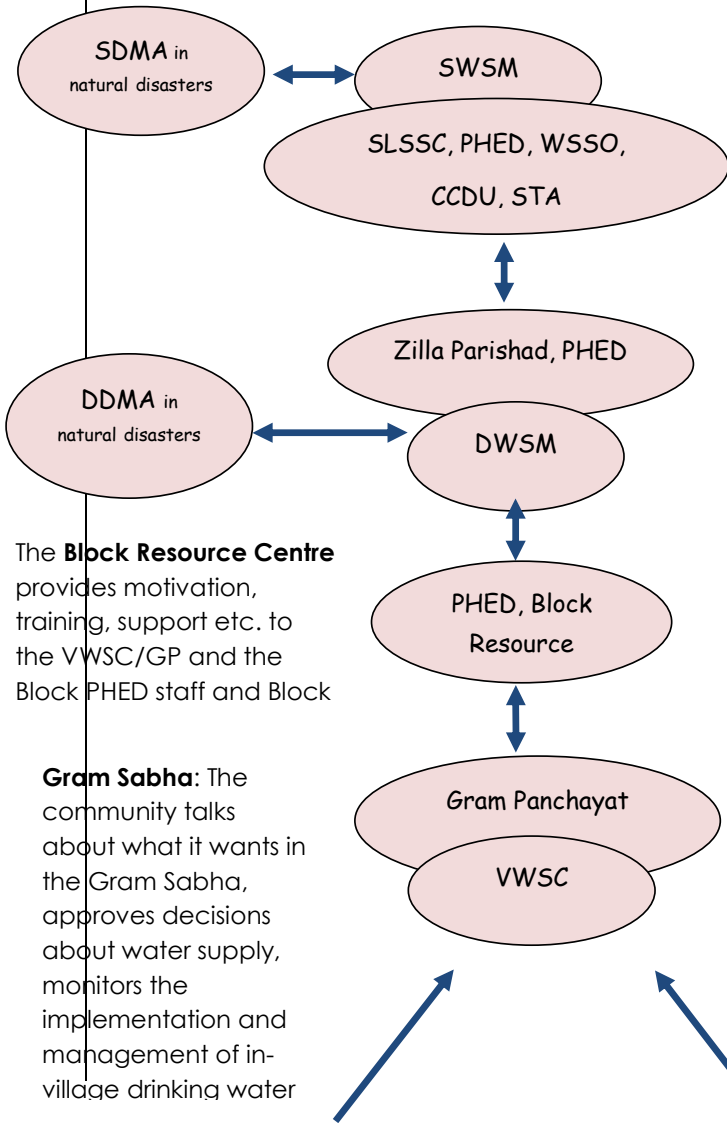 SDMA in
natural disasters
SWSM
SLSSC, PHED, WSSO,
CCDU, STA
Zilla Parishad, PHED
DDMA in
natural disasters
DWSM
The Block Resource Centre
provides motivation,
training, support etc. to
the VWSC/GP and the
Block PHED staff and Block
PHED, Block
Resource
Gram Sabha: The
community talks
about what it wants in
the Gram Sabha,
approves decisions
about water supply,
monitors the
implementation and
management of in-
village drinking water
Gram Panchayat
VWSC